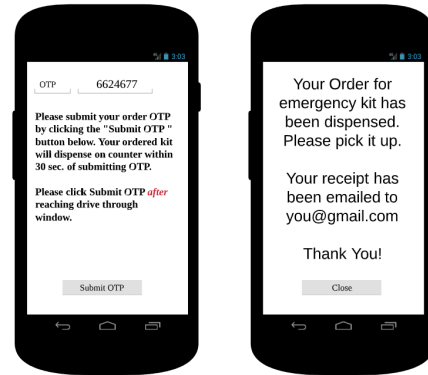 3:03
OTP 6624677
Please submit your order OTP
by clicking the "Submit OTP "
button below. Your ordered kit
will dispense on counter within
30 sec. of submitting OTP.
Please click Submit OTP after
reaching drive through
window.
Submit OTP
3:03
Your Order for
emergency kit has
been dispensed.
Please pick it up.
Your receipt has
been emailed to
you@gmail.com
Thank You!
Close